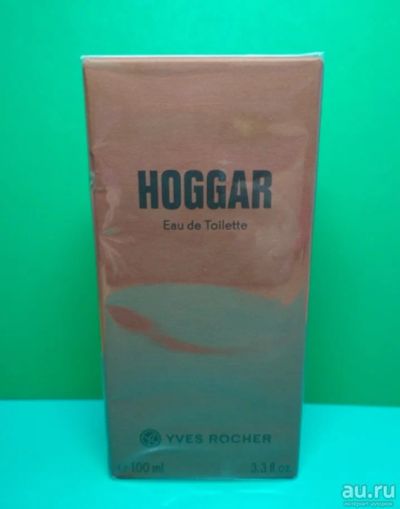 HOGGAR
Eau de Toilette
YVES ROCHER
100 ml 3.3 fl oz.
au.ru